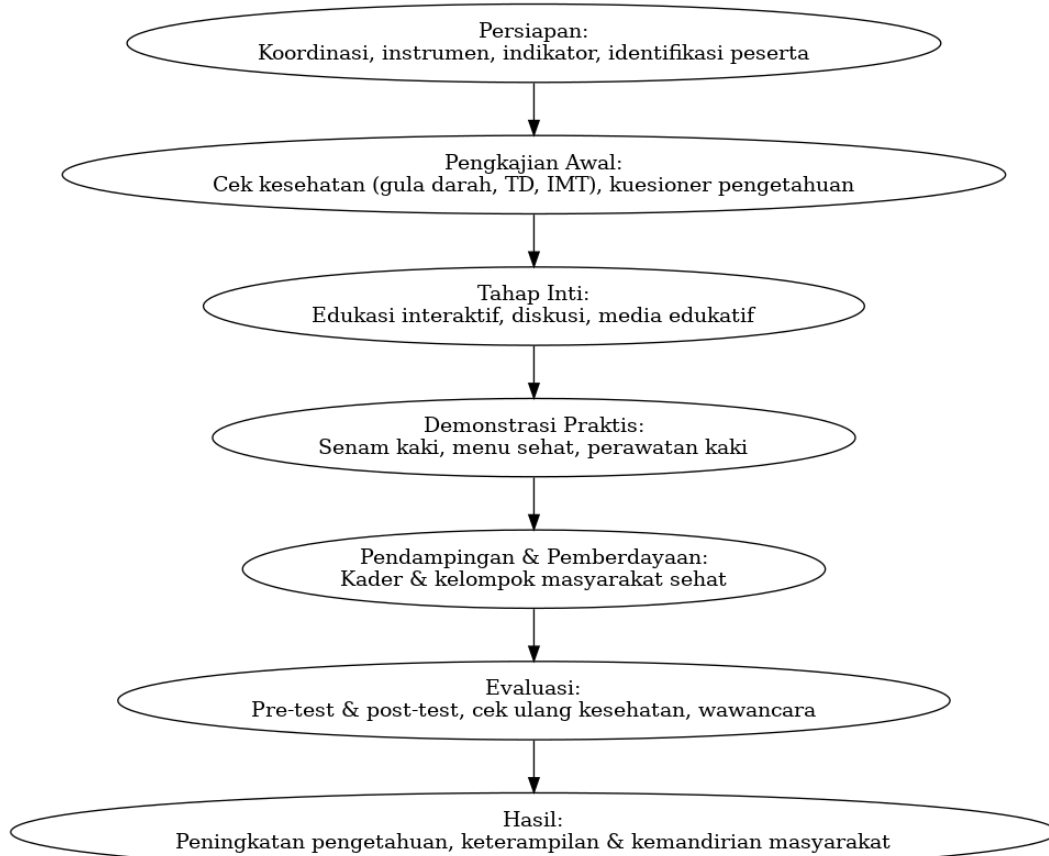 Persiapan:
Koordinasi, instrumen, indikator, identifikasi peserta
Pengkajian Awal:
Cek kesehatan (gula darah, TD, IMT), kuesioner pengetahuan
Tahap Inti:
Edukasi interaktif, diskusi, media edukatif
Demonstrasi Praktis:
Senam kaki, menu sehat, perawatan kaki
Pendampingan & Pemberdayaan:
Kader & kelompok masyarakat sehat
Evaluasi:
Pre-test & post-test, cek ulang kesehatan, wawancara
Hasil:
Peningkatan pengetahuan, keterampilan & kemandirian masyarakat